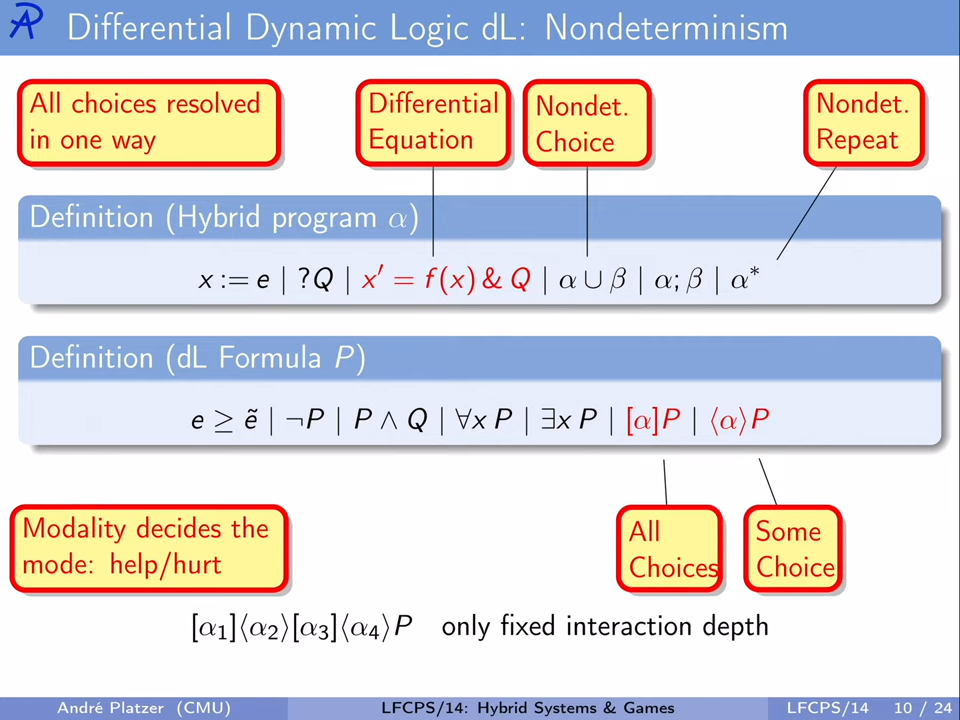 Differential Dynamic Logic dL: Nondeterminism
All choices resolved
in one way
Differential
Equation
Nondet.
Choice
Nondet.
Repeat
Definition (Hybrid program α)
x := e | ?Q | x′ = f(x) & Q | α ∪ β | α; β | α*
Definition (dL Formula P)
e ≥ ẽ | ¬P | P ∧ Q | ∀x P | ∃x P | [α]P | ⟨α⟩P
Modality decides the
mode: help/hurt
All
Choices
Some
Choice
[α₁]⟨α₂⟩[α₃]⟨α₄⟩P only fixed interaction depth
André Platzer (CMU) LFCPS/14: Hybrid Systems & Games LFCPS/14 10 / 24